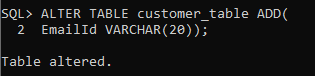 SQL> ALTER TABLE customer_table ADD(
2 EmailId VARCHAR(20));
Table altered.